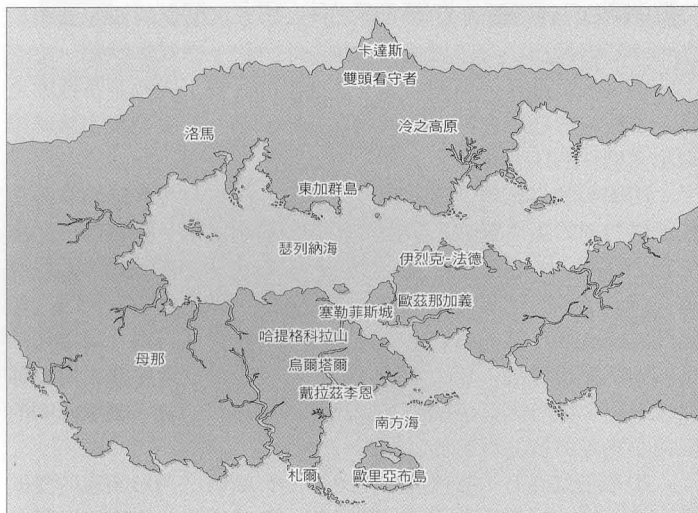 卡達斯
雙頭看守者
洛馬
冷之高原
東加群島
瑟列納海
伊烈克-法德
歐茲那加義
塞勒菲斯城
哈提格科拉山
母那
烏爾塔爾
戴拉茲李恩
南方海
札爾
歐里亞布島